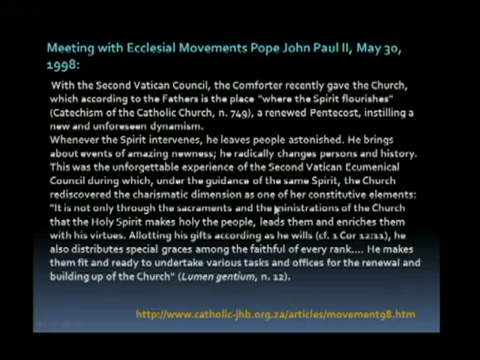 Meeting with Ecclesial Movements Pope John Paul II, May 30,
1998:
With the Second Vatican Council, the Comforter recently gave the Church,
which according to the Fathers is the place "where the Spirit flourishes"
(Catechism of the Catholic Church, n. 749), a renewed Pentecost, instilling a
new and unforeseen dynamism.
Whenever the Spirit intervenes, he leaves people astonished. He brings
about events of amazing newness; he radically changes persons and history.
This was the unforgettable experience of the Second Vatican Ecumenical
Council during which, under the guidance of the same Spirit, the Church
rediscovered the charismatic dimension as one of her constitutive elements:
"It is not only through the sacraments and the ministrations of the Church
that the Holy Spirit makes holy the people, leads them and enriches them
with his virtues. Allotting his gifts according as he wills (cf. 1 Cor 12:11), he
also distributes special graces among the faithful of every rank.... He makes
them fit and ready to undertake various tasks and offices for the renewal and
building up of the Church" (Lumen gentium, n. 12).
http://www.catholic-jhb.org.za/articles/movement98.htm